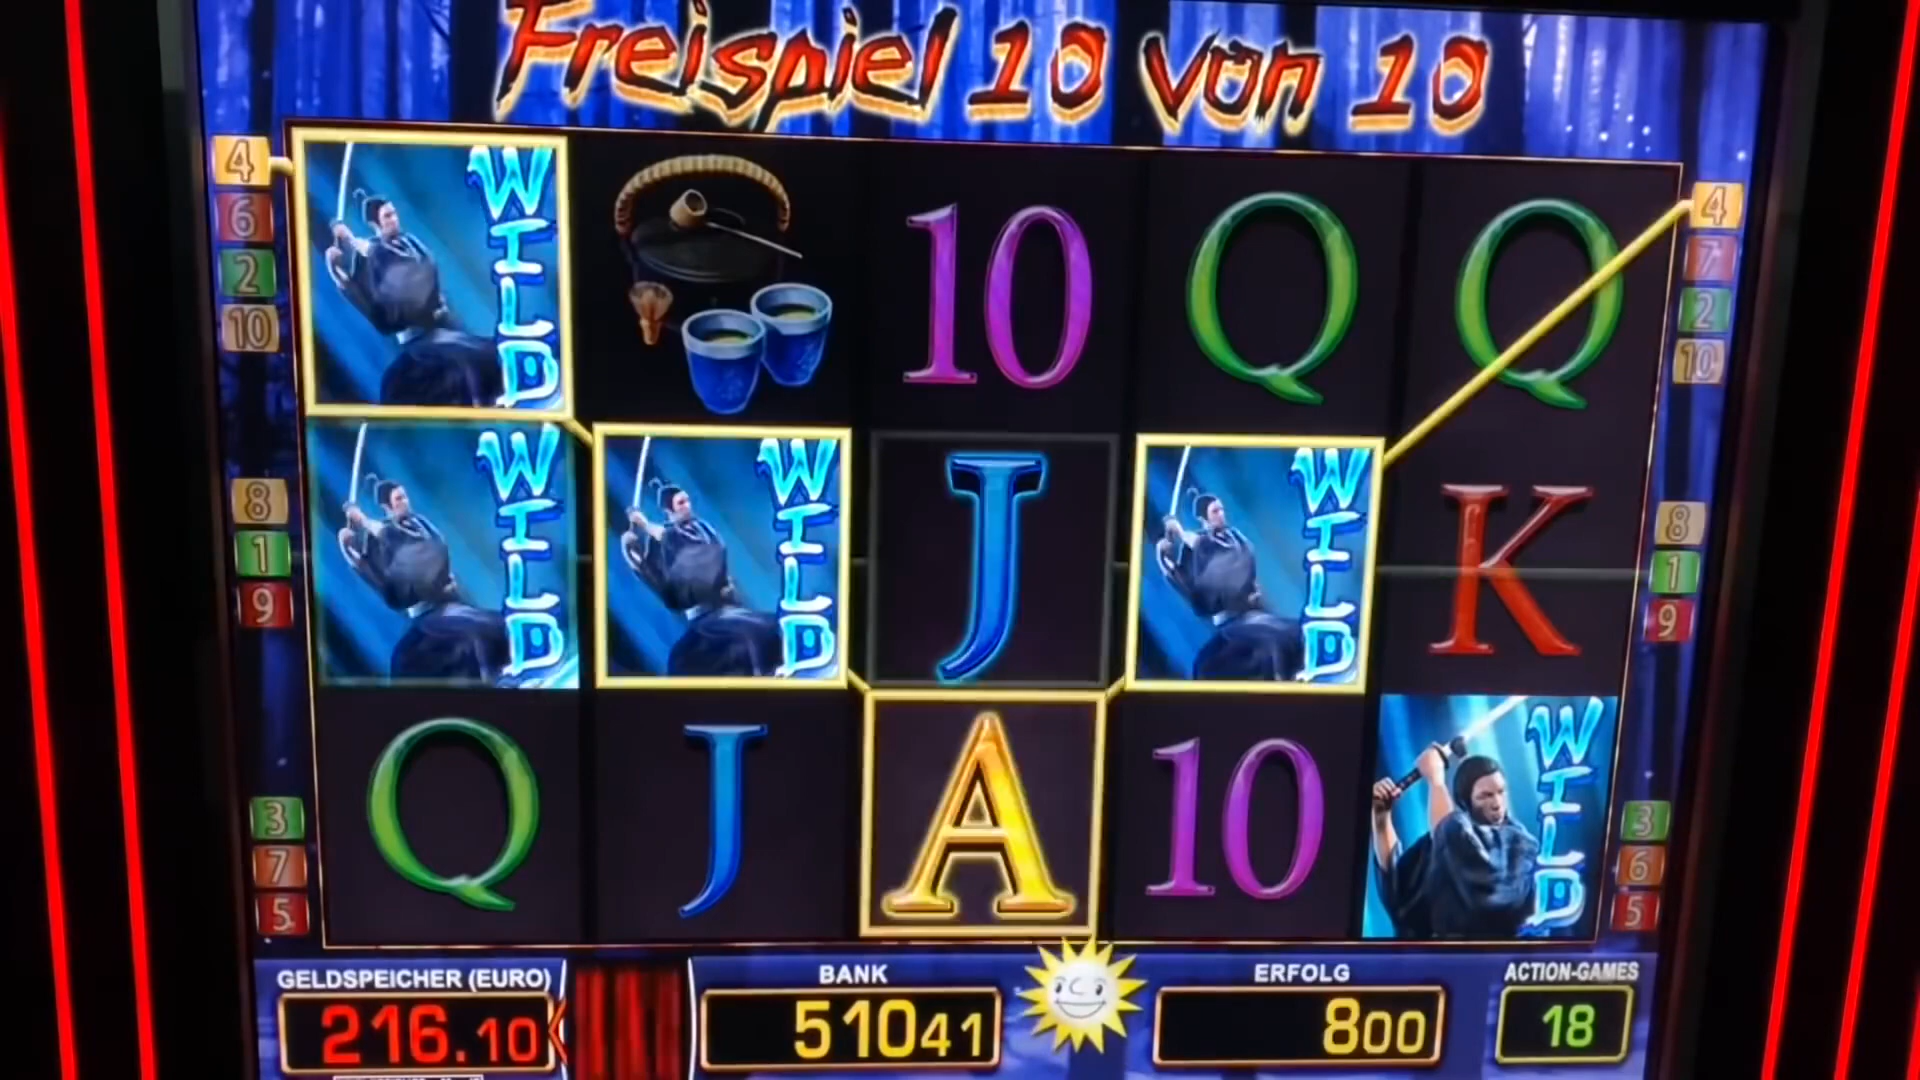 Freispiel 10 von 10
4
6
2
10
WILD
10
Q
Q
4
7
2
10
8
1
9
WILD
WILD
J
WILD
K
8
1
9
3
7
5
Q
J
A
10
WILD
3
6
5
GELDSPEICHER (EURO)
BANK
ERFOLG
ACTION-GAMES
216.10
51041
800
18